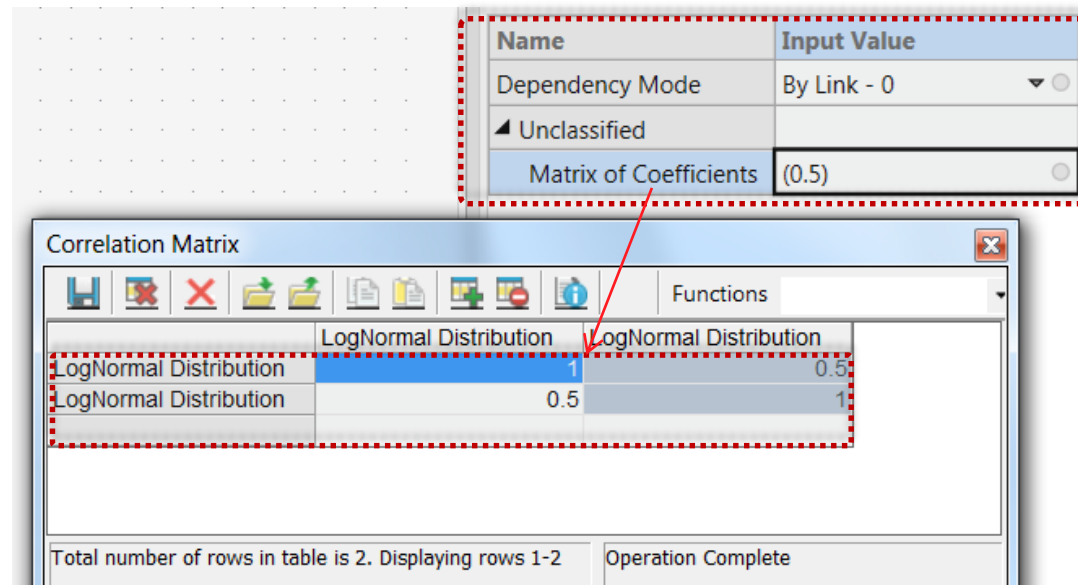 Name Input Value
Dependency Mode By Link - 0
Unclassified
Matrix of Coefficients (0.5)
Correlation Matrix
Functions
LogNormal Distribution LogNormal Distribution
LogNormal Distribution 1 0.5
LogNormal Distribution 0.5 1
Total number of rows in table is 2. Displaying rows 1-2 Operation Complete